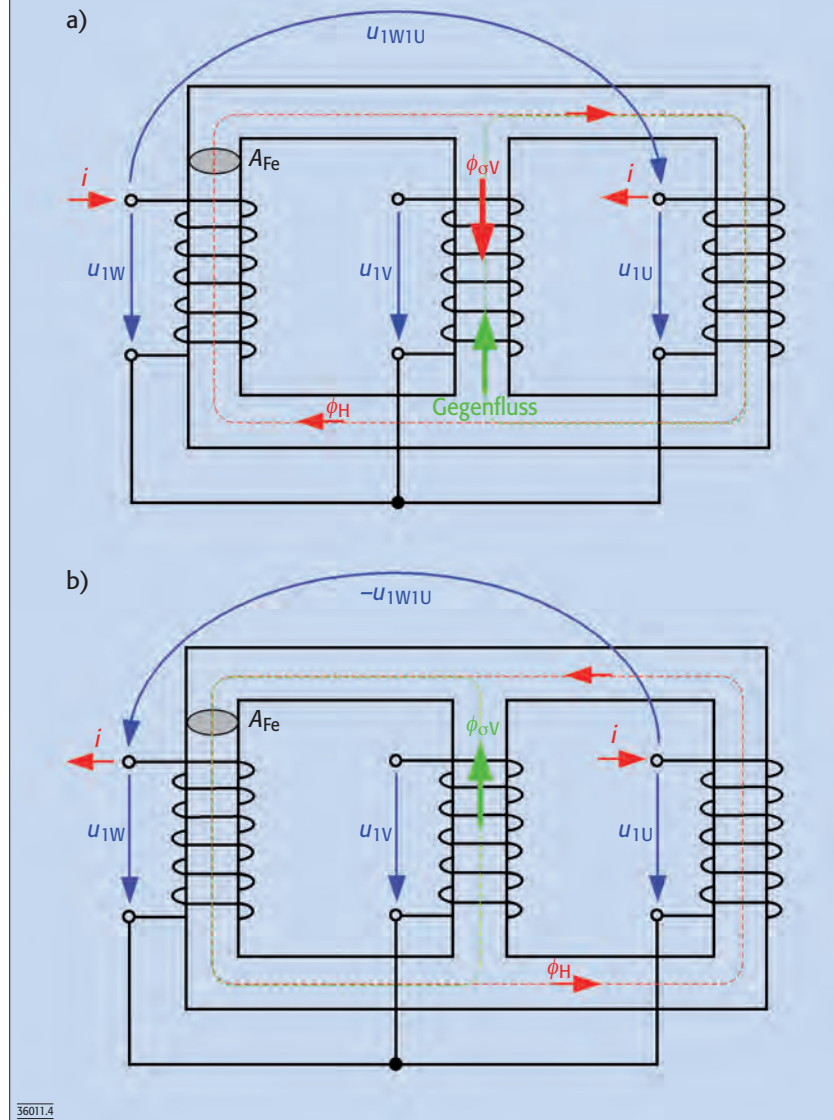 a)
u1W1U
AFe
i
ϕσV
i
u1W
u1V
u1U
ϕH
Gegenfluss
b)
–u1W1U
AFe
i
ϕσV
i
u1W
u1V
u1U
ϕH
36011.4